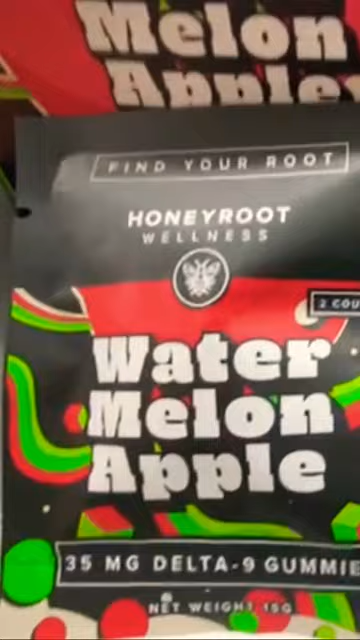 Melon
Apple
FIND YOUR ROOT
HONEYROOT
WELLNESS
2 COU
Water
Melon
Apple
35 MG DELTA-9 GUMMIE
NET WEIGHT 15G